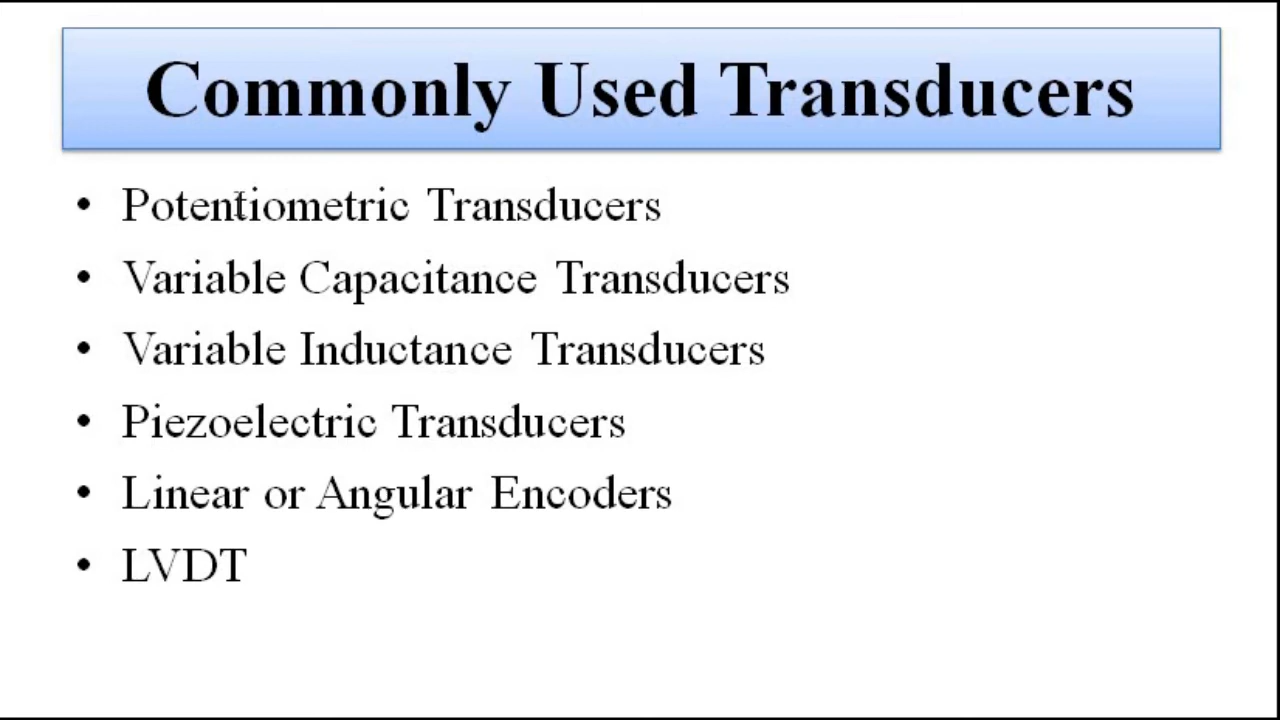 Commonly Used Transducers
• Potentiometric Transducers
• Variable Capacitance Transducers
• Variable Inductance Transducers
• Piezoelectric Transducers
• Linear or Angular Encoders
• LVDT